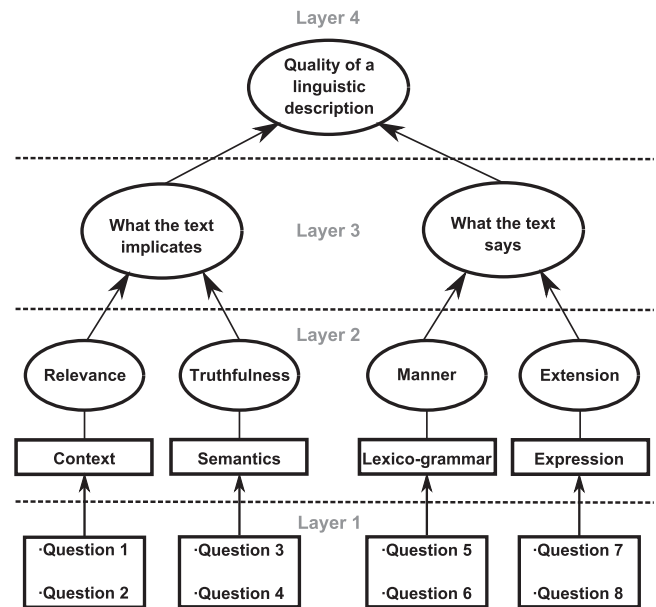 Layer 4
Quality of a
linguistic
description
What the text
implicates
Layer 3
What the text
says
Layer 2
Relevance
Truthfulness
Manner
Extension
Context
Semantics
Lexico-grammar
Expression
Layer 1
·Question 1
·Question 2
·Question 3
·Question 4
·Question 5
·Question 6
·Question 7
·Question 8